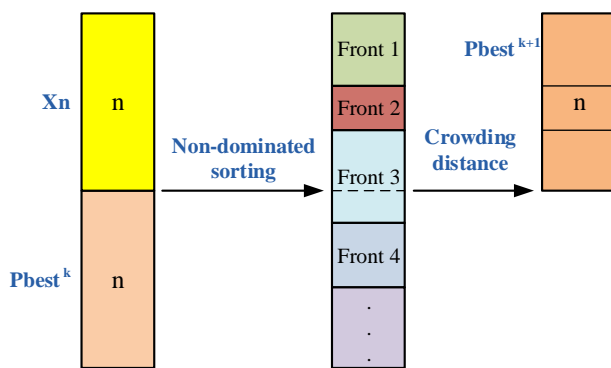 Xn
n
Pbest k
n
Non-dominated
sorting
Front 1
Front 2
Front 3
Front 4
.
.
.
Crowding
distance
Pbest k+1
n